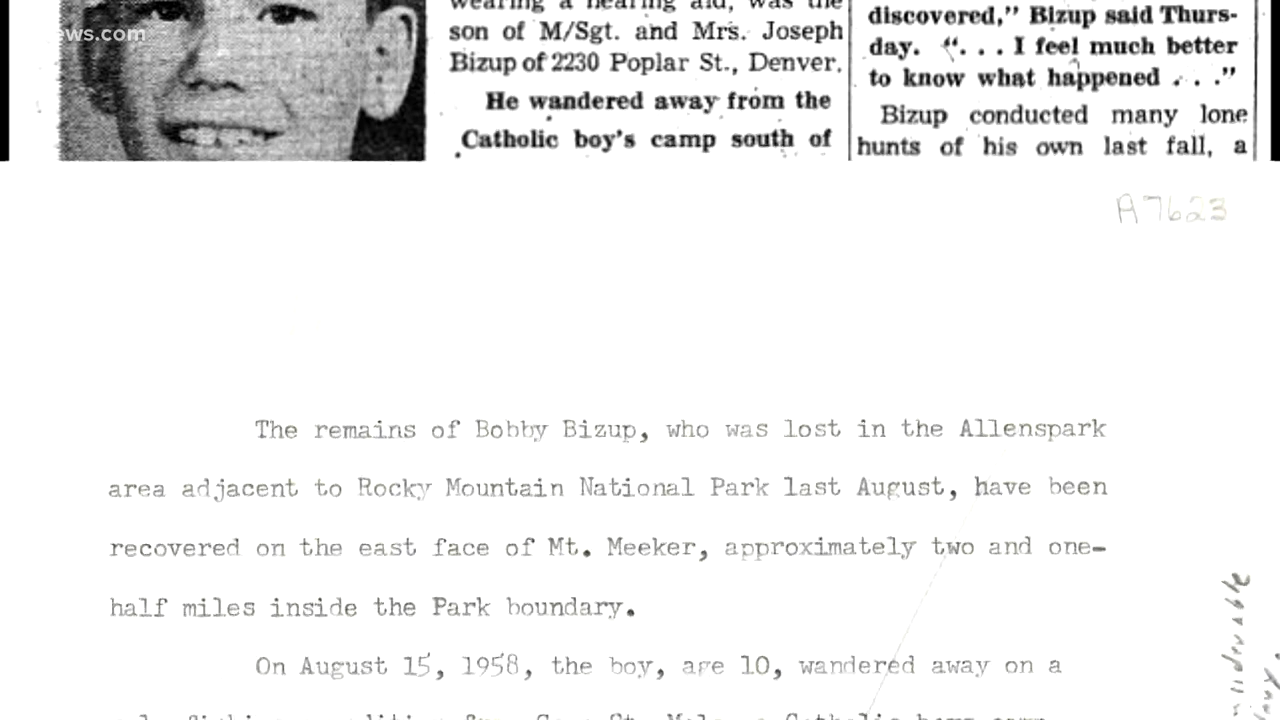 ews.com
wearing a hearing aid, was the
son of M/Sgt. and Mrs. Joseph
Bizup of 2230 Poplar St., Denver.
He wandered away from the
Catholic boy's camp south of
discovered," Bizup said Thurs-
day. ". . . I feel much better
to know what happened . . ."
Bizup conducted many lone
hunts of his own last fall, a
A7623
The remains of Bobby Bizup, who was lost in the Allenspark
area adjacent to Rocky Mountain National Park last August, have been
recovered on the east face of Mt. Meeker, approximately two and one-
half miles inside the Park boundary.
On August 15, 1958, the boy, age 10, wandered away on a